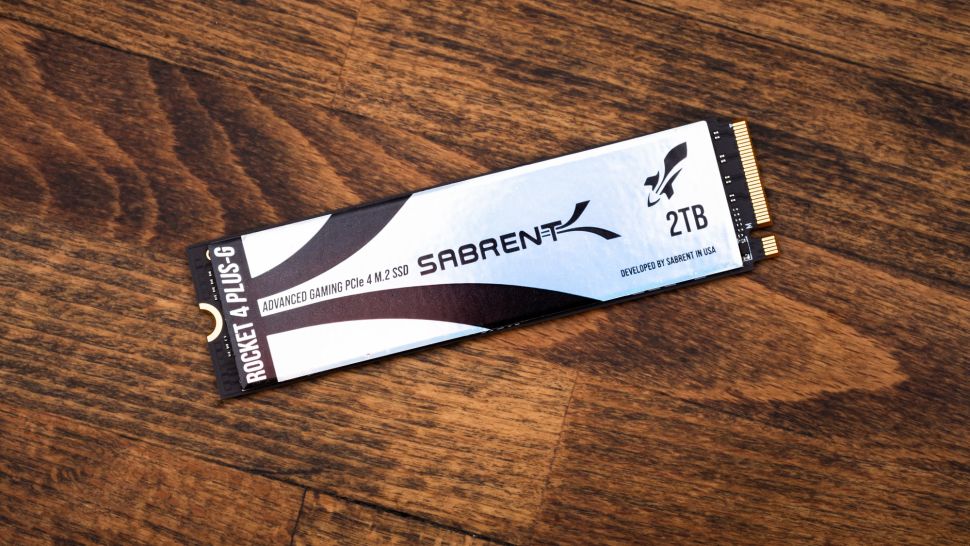 ROCKET 4 PLUS-G
ADVANCED GAMING PCIe 4 M.2 SSD
SABRENT
2TB
DEVELOPED BY SABRENT IN USA